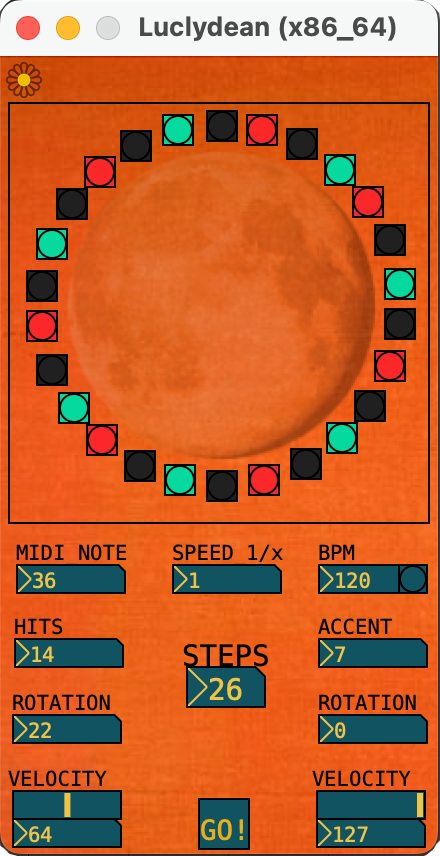 Luclydean (x86_64)
MIDI NOTE SPEED 1/x BPM
36 1 120
HITS ACCENT
14 STEPS 7
26
ROTATION ROTATION
22 0
VELOCITY VELOCITY
64 GO! 127